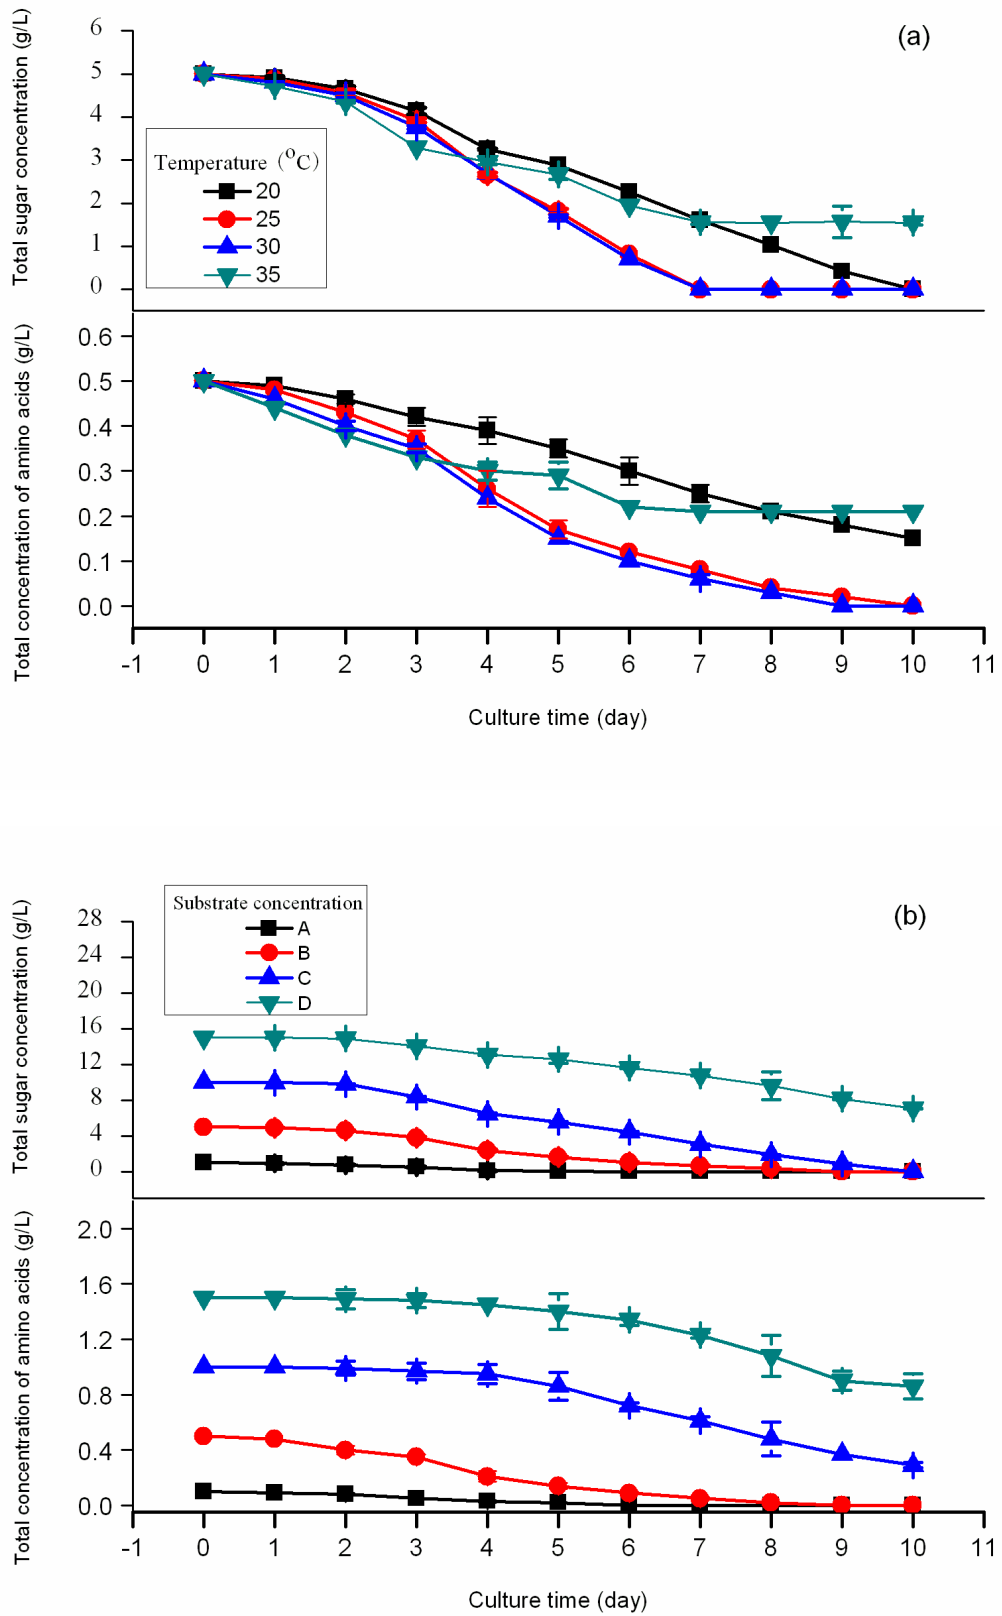 (a)
Total sugar concentration (g/L)
6
5
4
3
2
1
0
Temperature (°C)
20
25
30
35
Total concentration of amino acids (g/L)
0.6
0.5
0.4
0.3
0.2
0.1
0.0
-1 0 1 2 3 4 5 6 7 8 9 10 11
Culture time (day)
(b)
Total sugar concentration (g/L)
28
24
20
16
12
8
4
0
Substrate concentration
A
B
C
D
Total concentration of amino acids (g/L)
2.0
1.6
1.2
0.8
0.4
0.0
-1 0 1 2 3 4 5 6 7 8 9 10 11
Culture time (day)